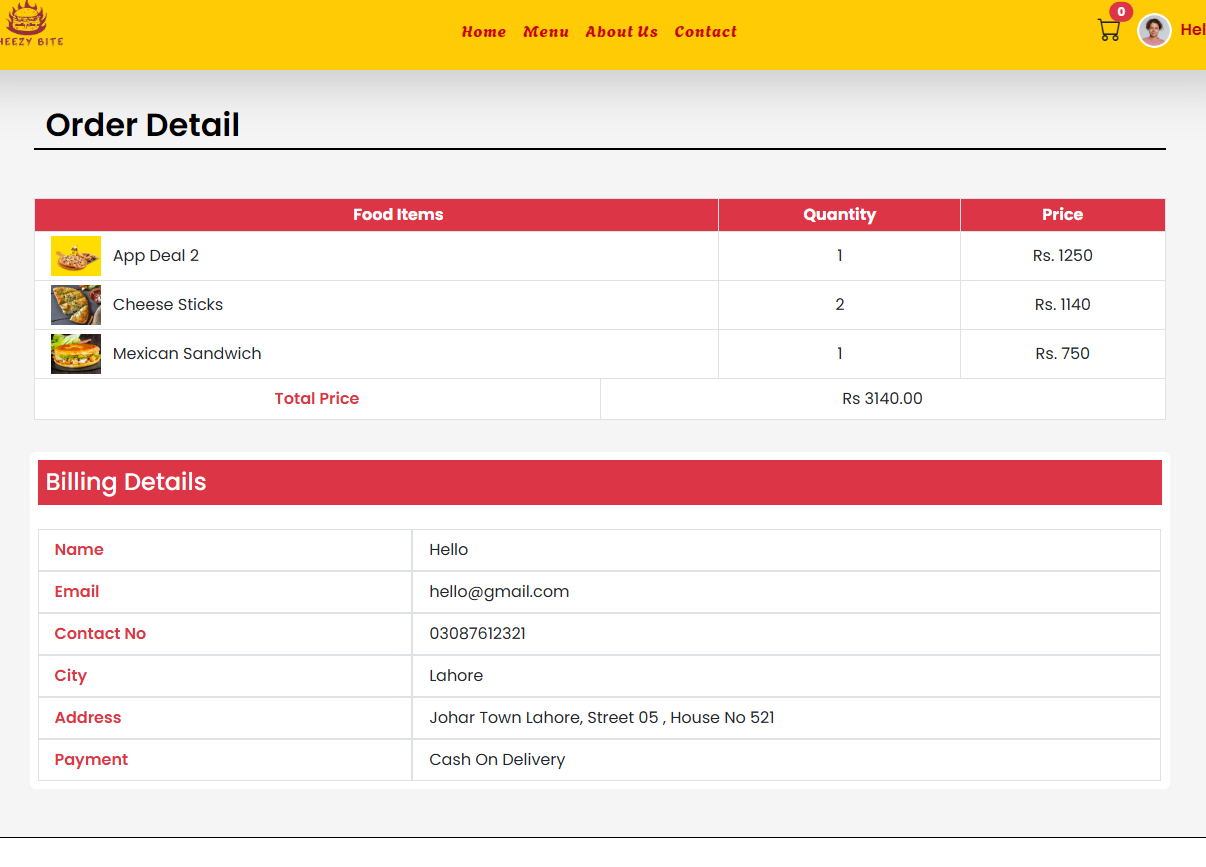 HEEZY BITE
Home Menu About Us Contact
0
Hel
Order Detail
Food Items Quantity Price
App Deal 2 1 Rs. 1250
Cheese Sticks 2 Rs. 1140
Mexican Sandwich 1 Rs. 750
Total Price Rs 3140.00
Billing Details
Name Hello
Email hello@gmail.com
Contact No 03087612321
City Lahore
Address Johar Town Lahore, Street 05 , House No 521
Payment Cash On Delivery